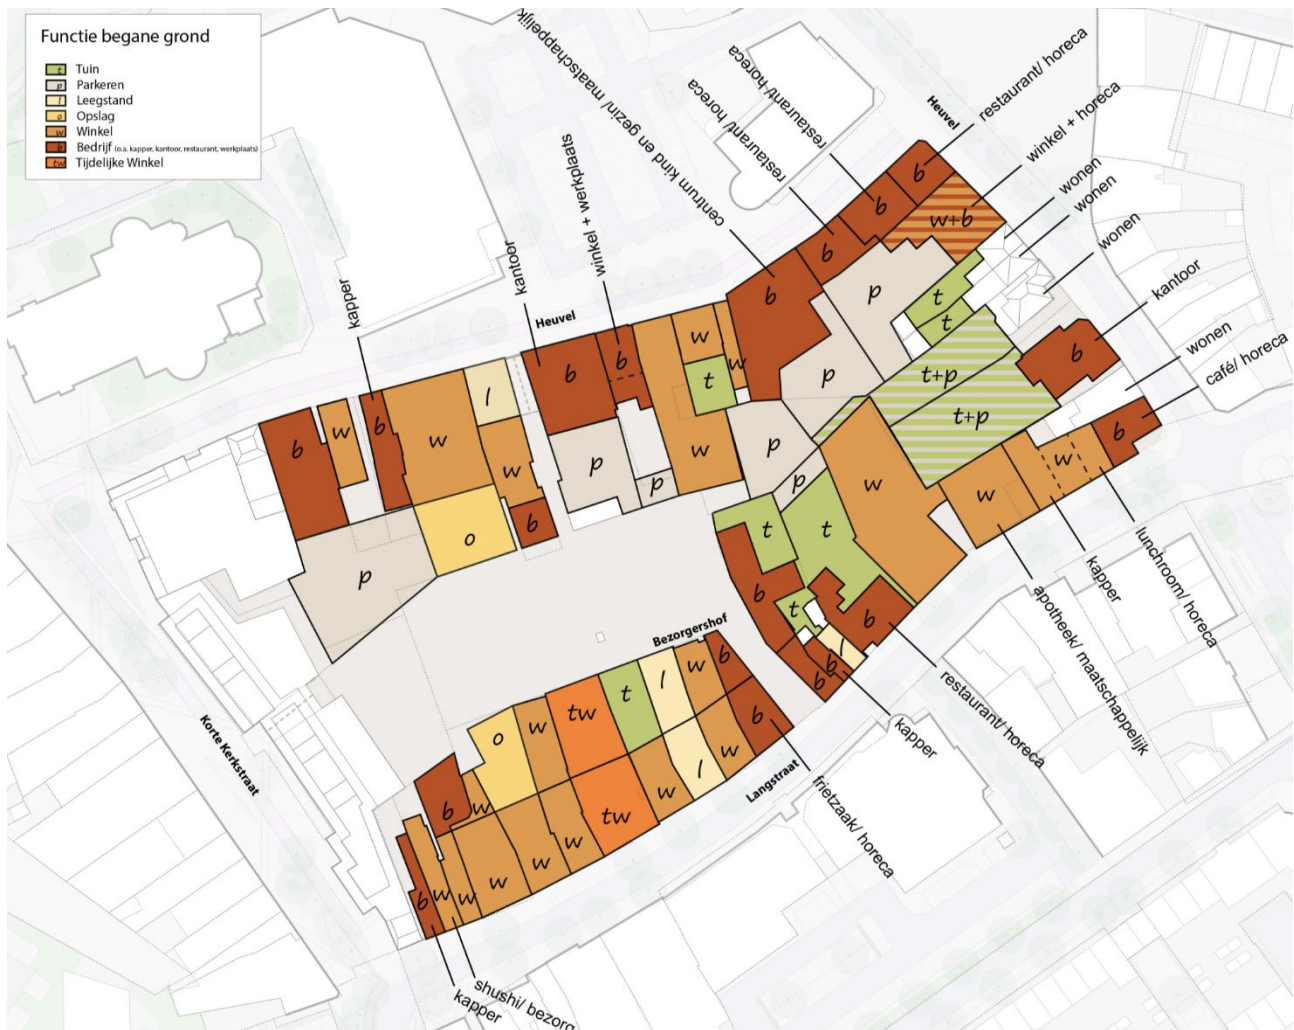 Functie begane grond
t Tuin
p Parkeren
l Leegstand
o Opslag
w Winkel
b Bedrijf (o.a. kapper, kantoor, restaurant, werkplaats)
tw Tijdelijke Winkel
centrum kind en gezin/ maatschappelijk
restaurant/ horeca
restaurant/ horeca
restaurant/ horeca
Heuvel
winkel + horeca
wonen
wonen
wonen
kantoor
wonen
café/ horeca
kapper
kantoor
winkel + werkplaats
Heuvel
b
b
b
b
w+b
p
t
t
b
w
w
t
p
t+p
t+p
b
b
b
l
w
b
w
b
w
w
p
p
p
p
w
w
w
b
o
b
t
t
w
p
b
t
b
l
b
b
lunchroom/ horeca
kapper
apotheek/ maatschappelijk
restaurant/ horeca
kapper
Bezorgershof
b
w
l
t
tw
w
o
b
w
l
w
tw
w
w
b
w
w
w
w
b
Korte Kerkstraat
Langstraat
frietzaak/ horeca
shushi/ bezorg
kapper